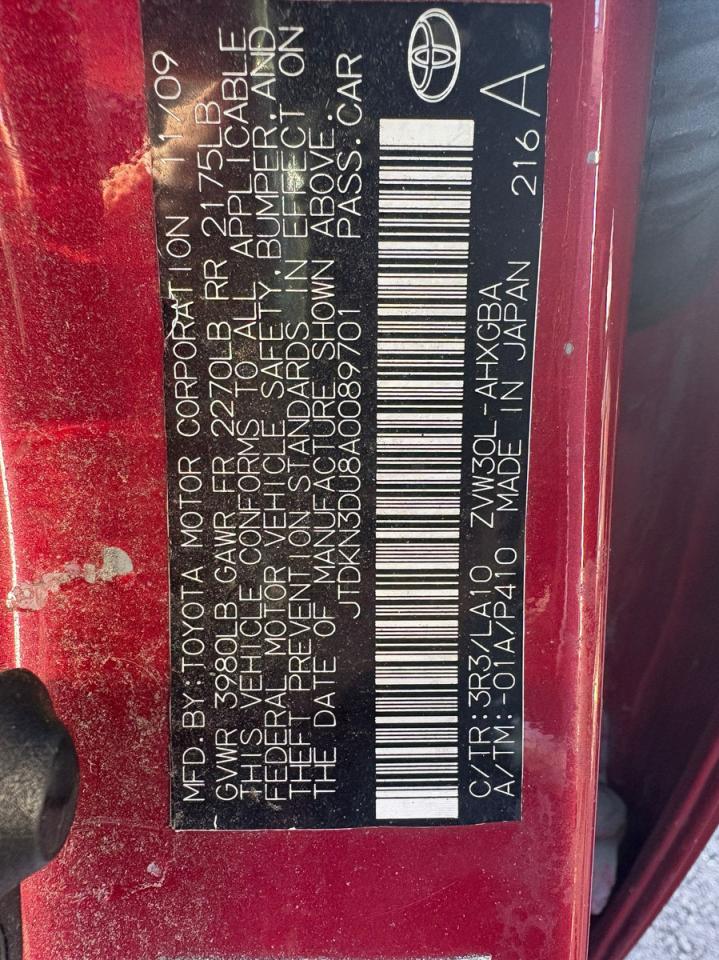 MFD.BY:TOYOTA MOTOR CORPORATION 11/09
GVWR 3980LB GAWR FR 2270LB RR 2175LB
THIS VEHICLE CONFORMS TO ALL APPLICABLE
FEDERAL MOTOR VEHICLE SAFETY, BUMPER, AND
THEFT PREVENTION STANDARDS IN EFFECT ON
THE DATE OF MANUFACTURE SHOWN ABOVE.
JTDKN3DU8A0089701 PASS.CAR
C/TR:3R3/LA10 ZVW30L-AHXGBA
A/TM:-01A/P410 MADE IN JAPAN 216 A